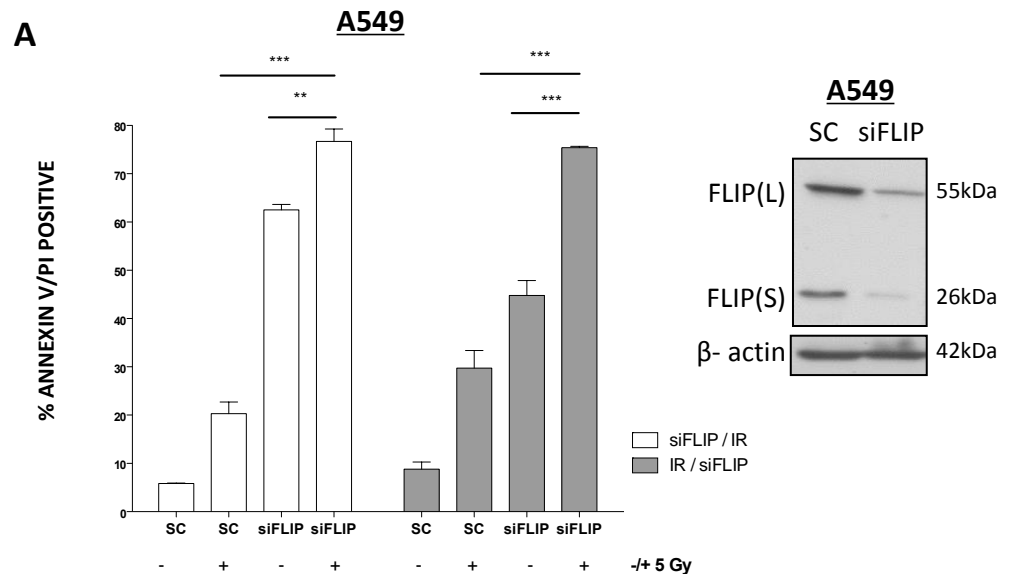 A
A549
***
***
**
***
% ANNEXIN V/PI POSITIVE
80
70
60
50
40
30
20
10
0
SC SC siFLIP siFLIP SC SC siFLIP siFLIP
- + - + - + - + -/+ 5 Gy
siFLIP / IR
IR / siFLIP
A549
SC siFLIP
FLIP(L) 55kDa
FLIP(S) 26kDa
β- actin 42kDa